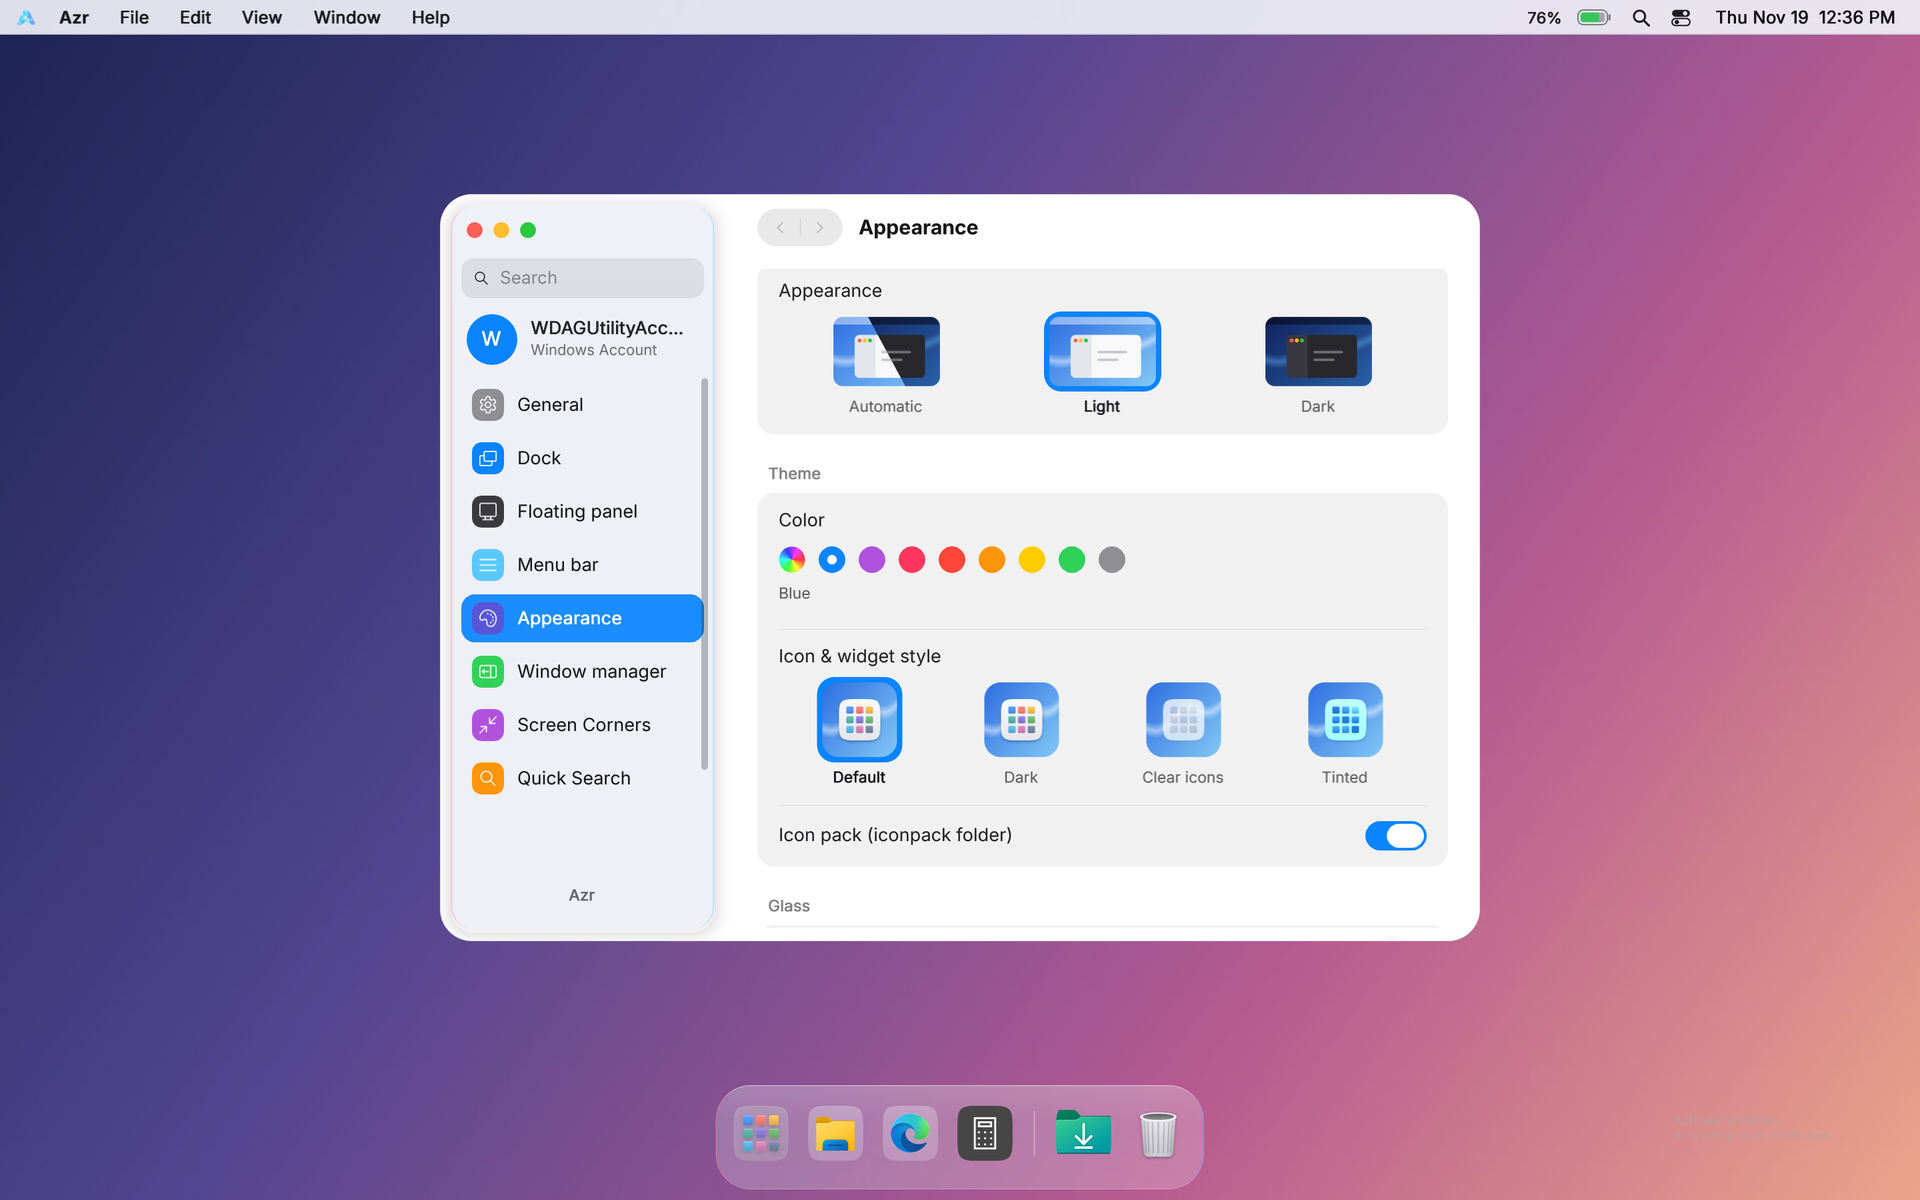 Azr File Edit View Window Help 76% Thu Nov 19 12:36 PM
Search
W
WDAGUtilityAcc...
Windows Account
General
Dock
Floating panel
Menu bar
Appearance
Window manager
Screen Corners
Quick Search
Azr
Appearance
Appearance
Automatic Light Dark
Theme
Color
Blue
Icon & widget style
Default Dark Clear icons Tinted
Icon pack (iconpack folder)
Glass